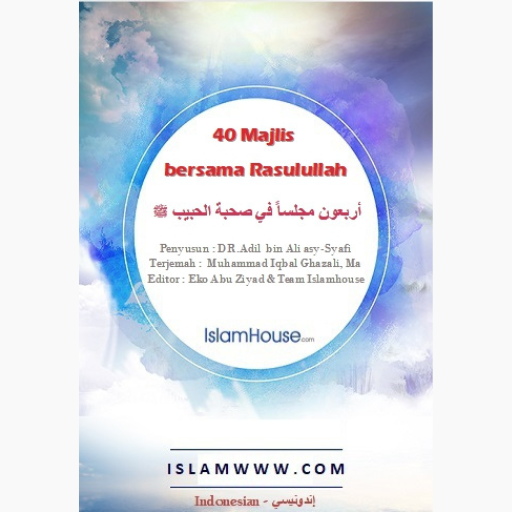 40 Majlis
bersama Rasulullah
أربعون مجلساً في صحبة الحبيب ﷺ
Penyusun : DR .Adil bin Ali asy-Syafi
Terjemah : Muhammad Iqbal Ghazali, Ma
Editor : Eko Abu Ziyad & Team Islamhouse
IslamHouse.com
ISLAMWWW.COM
Indonesian - إندونيسي